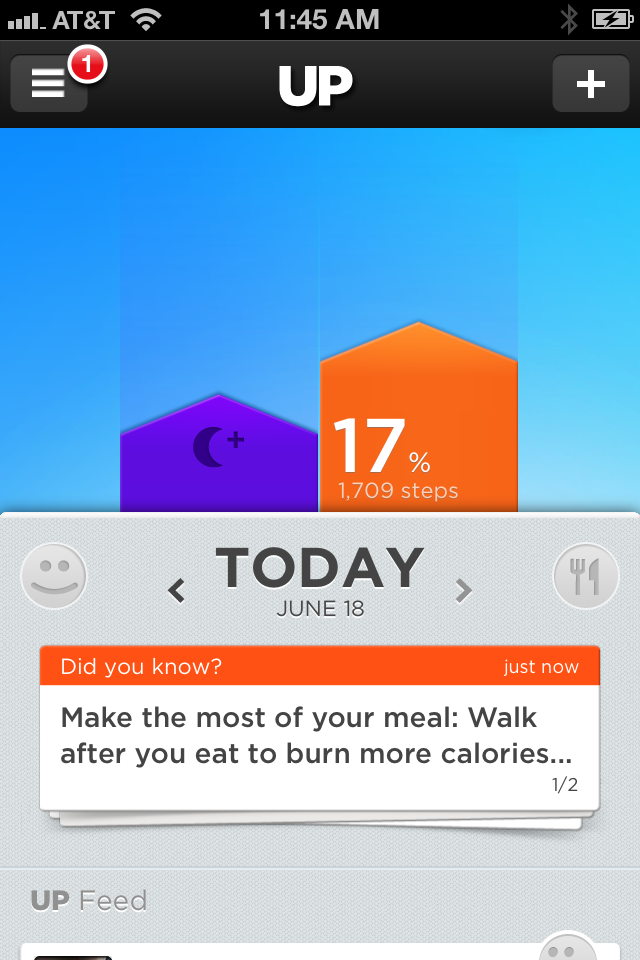 AT&T 11:45 AM
1
UP
17%
1,709 steps
TODAY
JUNE 18
Did you know? just now
Make the most of your meal: Walk
after you eat to burn more calories...
1/2
UP Feed